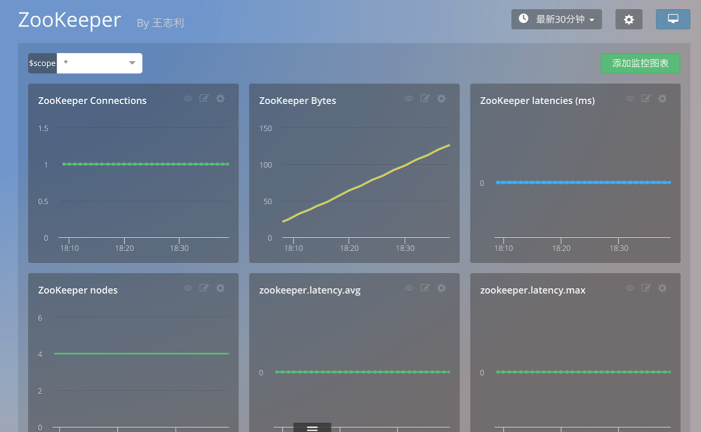 ZooKeeper By 王志利
最新30分钟
$scope * 添加监控图表
ZooKeeper Connections
1.5
1
0.5
0
18:10 18:20 18:30
ZooKeeper Bytes
150
100
50
0
18:10 18:20 18:30
ZooKeeper latencies (ms)
0
18:10 18:20 18:30
ZooKeeper nodes
6
4
2
0
zookeeper.latency.avg
0
zookeeper.latency.max
0